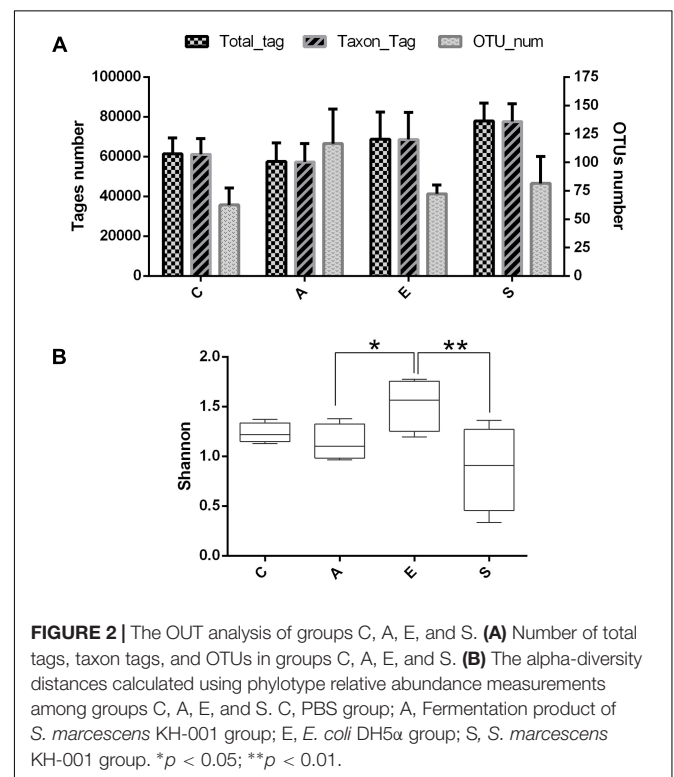 A
Total_tag Taxon_Tag OTU_num
100000
80000
60000
40000
20000
0
Tages number
175
150
125
100
75
50
25
0
OTUs number
C A E S
B
* **
2.0
1.5
1.0
0.5
0.0
Shannon
C A E S
FIGURE 2 | The OUT analysis of groups C, A, E, and S. (A) Number of total
tags, taxon tags, and OTUs in groups C, A, E, and S. (B) The alpha-diversity
distances calculated using phylotype relative abundance measurements
among groups C, A, E, and S. C, PBS group; A, Fermentation product of
S. marcescens KH-001 group; E, E. coli DH5α group; S, S. marcescens
KH-001 group. *p < 0.05; **p < 0.01.